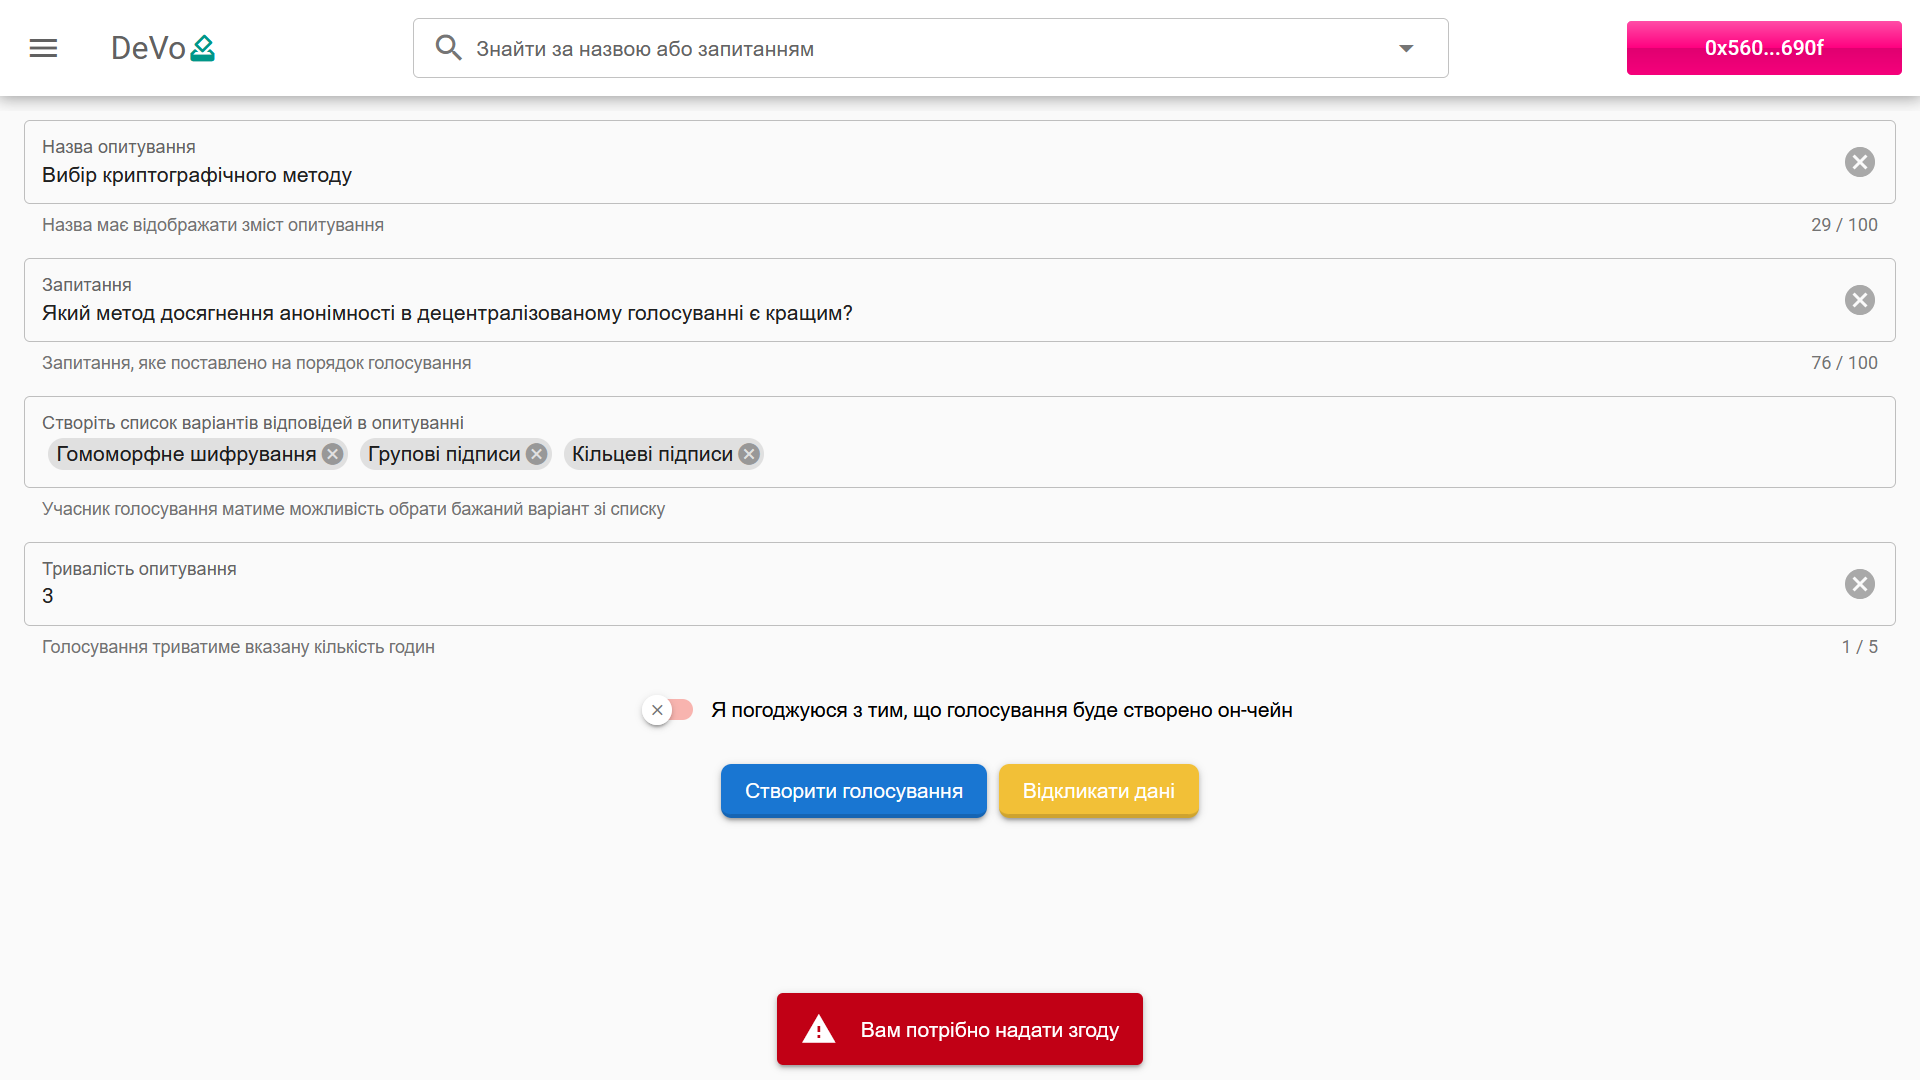 DeVo
Знайти за назвою або запитанням
0x560...690f
Назва опитування
Вибір криптографічного методу
Назва має відображати зміст опитування
29 / 100
Запитання
Який метод досягнення анонімності в децентралізованому голосуванні є кращим?
Запитання, яке поставлено на порядок голосування
76 / 100
Створіть список варіантів відповідей в опитуванні
Гомоморфне шифрування Групові підписи Кільцеві підписи
Учасник голосування матиме можливість обрати бажаний варіант зі списку
Тривалість опитування
3
Голосування триватиме вказану кількість годин
1 / 5
Я погоджуюся з тим, що голосування буде створено он-чейн
Створити голосування
Відкликати дані
Вам потрібно надати згоду